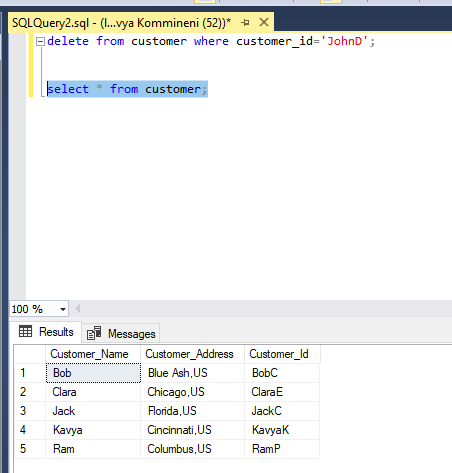 SQLQuery2.sql - (l...vya Kommineni (52))*
delete from customer where customer_id='JohnD';
select * from customer;
100 %
Results Messages
Customer_Name Customer_Address Customer_Id
1 Bob Blue Ash,US BobC
2 Clara Chicago,US ClaraE
3 Jack Florida,US JackC
4 Kavya Cincinnati,US KavyaK
5 Ram Columbus,US RamP